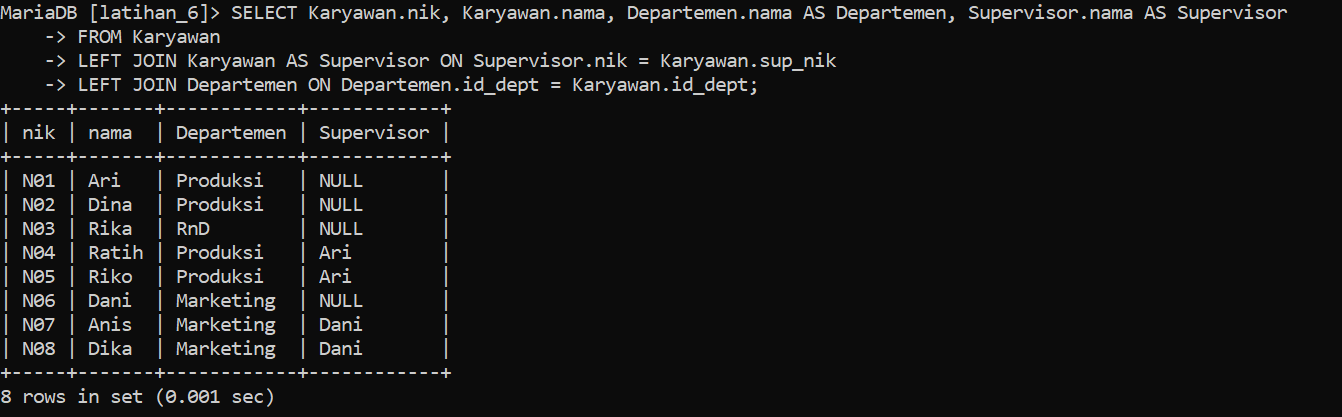 MariaDB [latihan_6]> SELECT Karyawan.nik, Karyawan.nama, Departemen.nama AS Departemen, Supervisor.nama AS Supervisor
    -> FROM Karyawan
    -> LEFT JOIN Karyawan AS Supervisor ON Supervisor.nik = Karyawan.sup_nik
    -> LEFT JOIN Departemen ON Departemen.id_dept = Karyawan.id_dept;
+-----+-------+------------+------------+
| nik | nama  | Departemen | Supervisor |
+-----+-------+------------+------------+
| N01 | Ari   | Produksi   | NULL       |
| N02 | Dina  | Produksi   | NULL       |
| N03 | Rika  | RnD        | NULL       |
| N04 | Ratih | Produksi   | Ari        |
| N05 | Riko  | Produksi   | Ari        |
| N06 | Dani  | Marketing  | NULL       |
| N07 | Anis  | Marketing  | Dani       |
| N08 | Dika  | Marketing  | Dani       |
+-----+-------+------------+------------+
8 rows in set (0.001 sec)